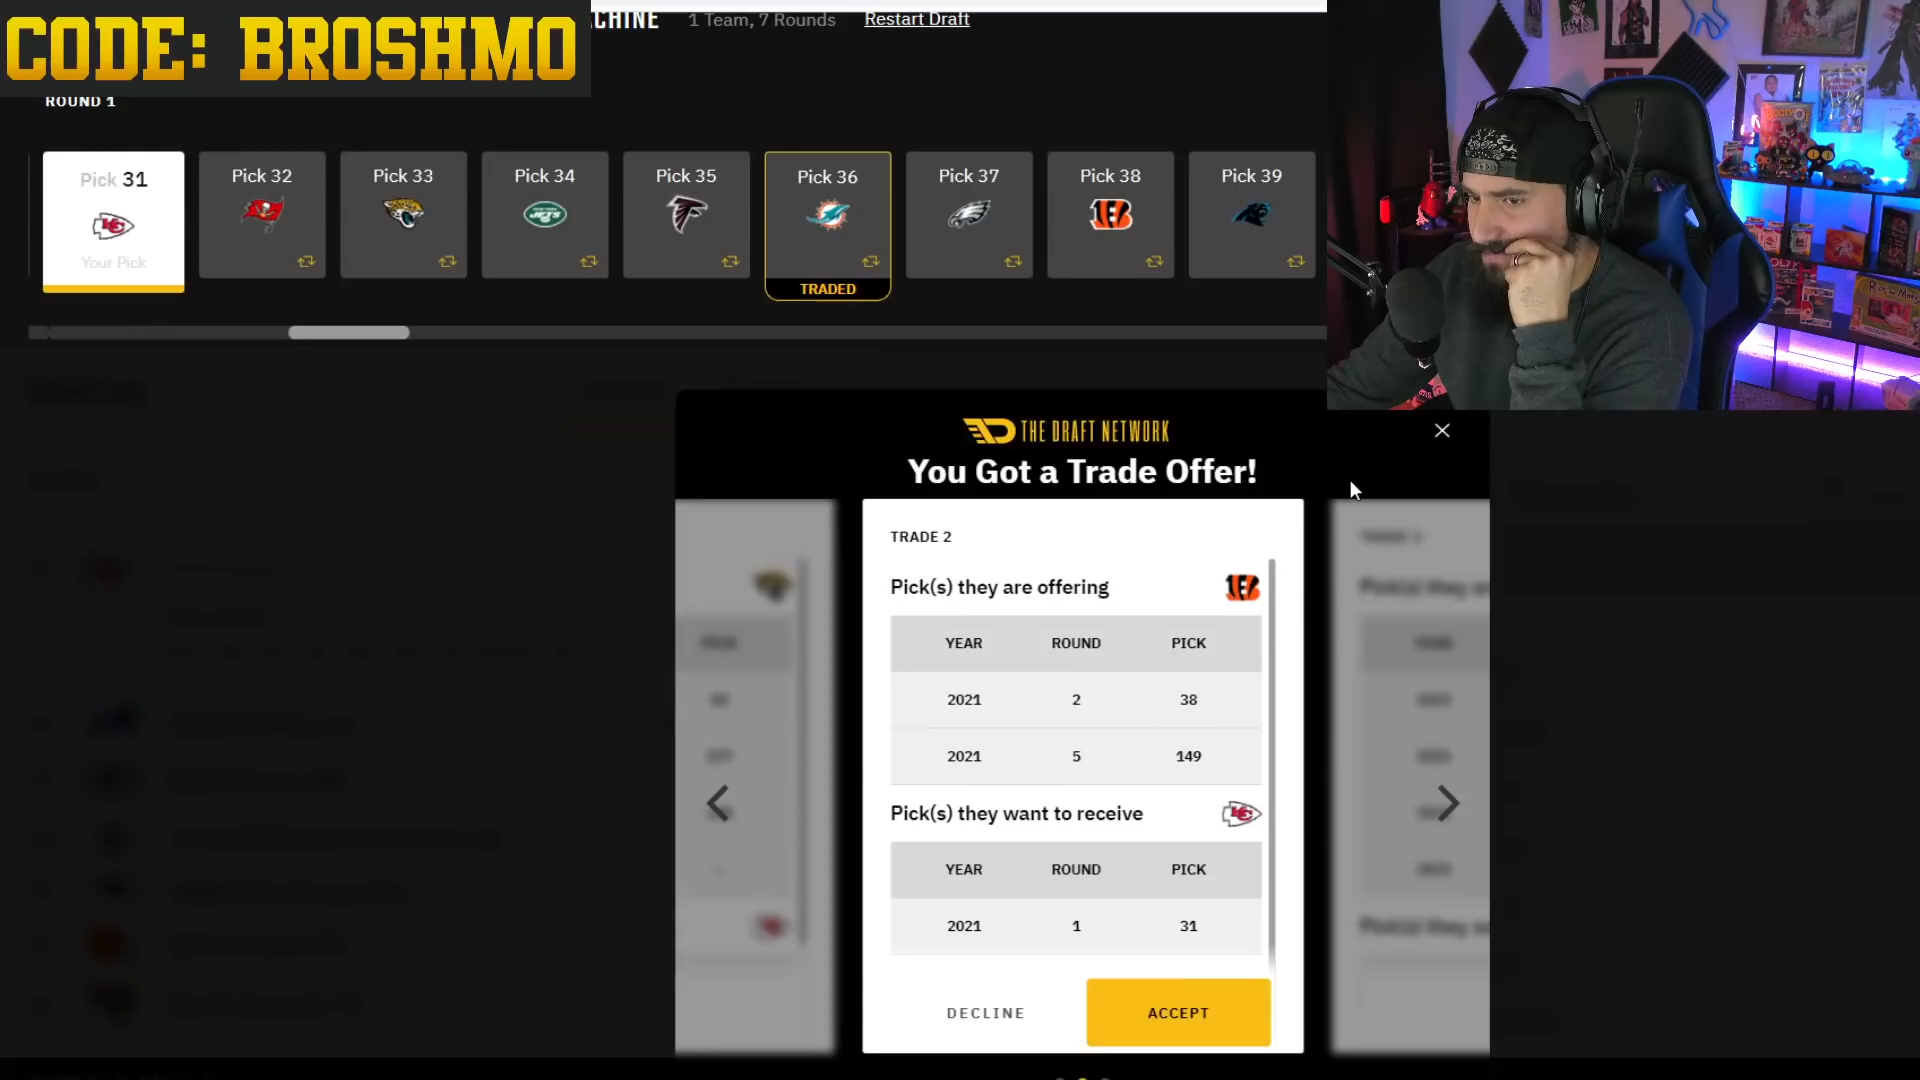 CODE: BROSHMO
CHINE 1 Team, 7 Rounds Restart Draft
ROUND 1
Pick 31 Pick 32 Pick 33 Pick 34 Pick 35 Pick 36 Pick 37 Pick 38 Pick 39
JETS
Your Pick
TRADED
THE DRAFT NETWORK
You Got a Trade Offer!
TRADE 2
Pick(s) they are offering
YEAR ROUND PICK
2021 2 38
2021 5 149
Pick(s) they want to receive
YEAR ROUND PICK
2021 1 31
DECLINE ACCEPT